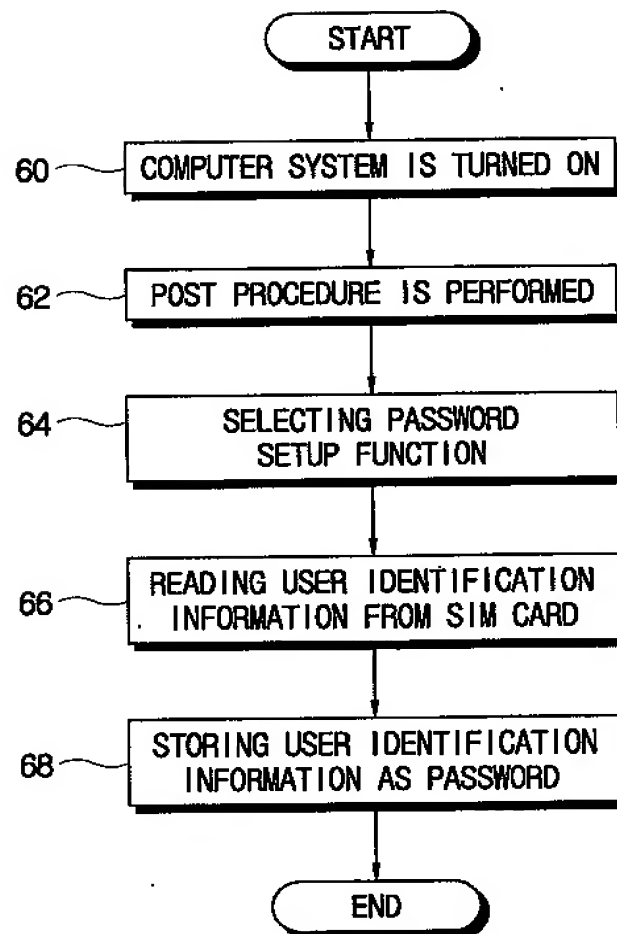 START
60
COMPUTER SYSTEM IS TURNED ON
62
POST PROCEDURE IS PERFORMED
64
SELECTING PASSWORD
SETUP FUNCTION
66
READING USER IDENTIFICATION
INFORMATION FROM SIM CARD
68
STORING USER IDENTIFICATION
INFORMATION AS PASSWORD
END